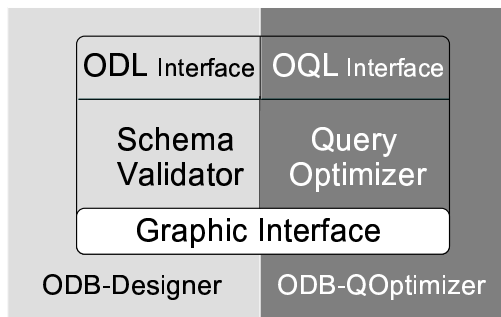 ODL Interface OQL Interface
Schema Query
Validator Optimizer
Graphic Interface
ODB-Designer ODB-QOptimizer